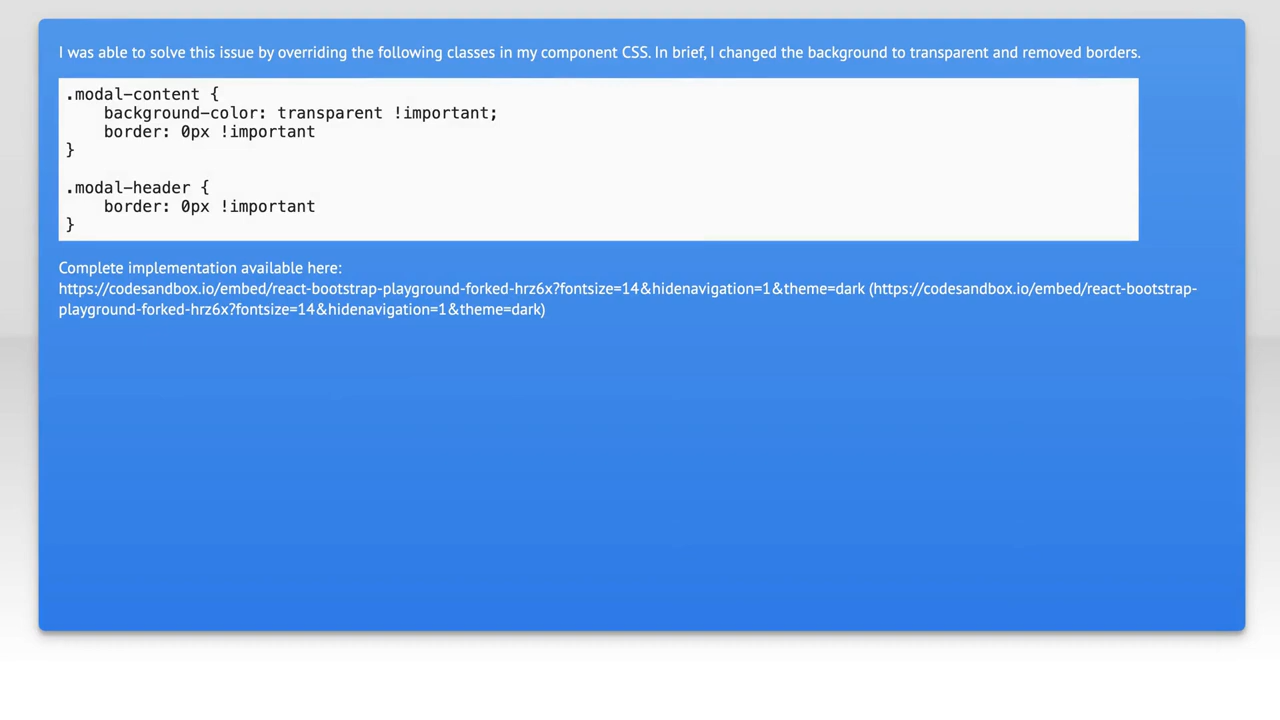 I was able to solve this issue by overriding the following classes in my component CSS. In brief, I changed the background to transparent and removed borders.
.modal-content {
    background-color: transparent !important;
    border: 0px !important
}
.modal-header {
    border: 0px !important
}
Complete implementation available here:
https://codesandbox.io/embed/react-bootstrap-playground-forked-hrz6x?fontsize=14&hidenavigation=1&theme=dark (https://codesandbox.io/embed/react-bootstrap-
playground-forked-hrz6x?fontsize=14&hidenavigation=1&theme=dark)